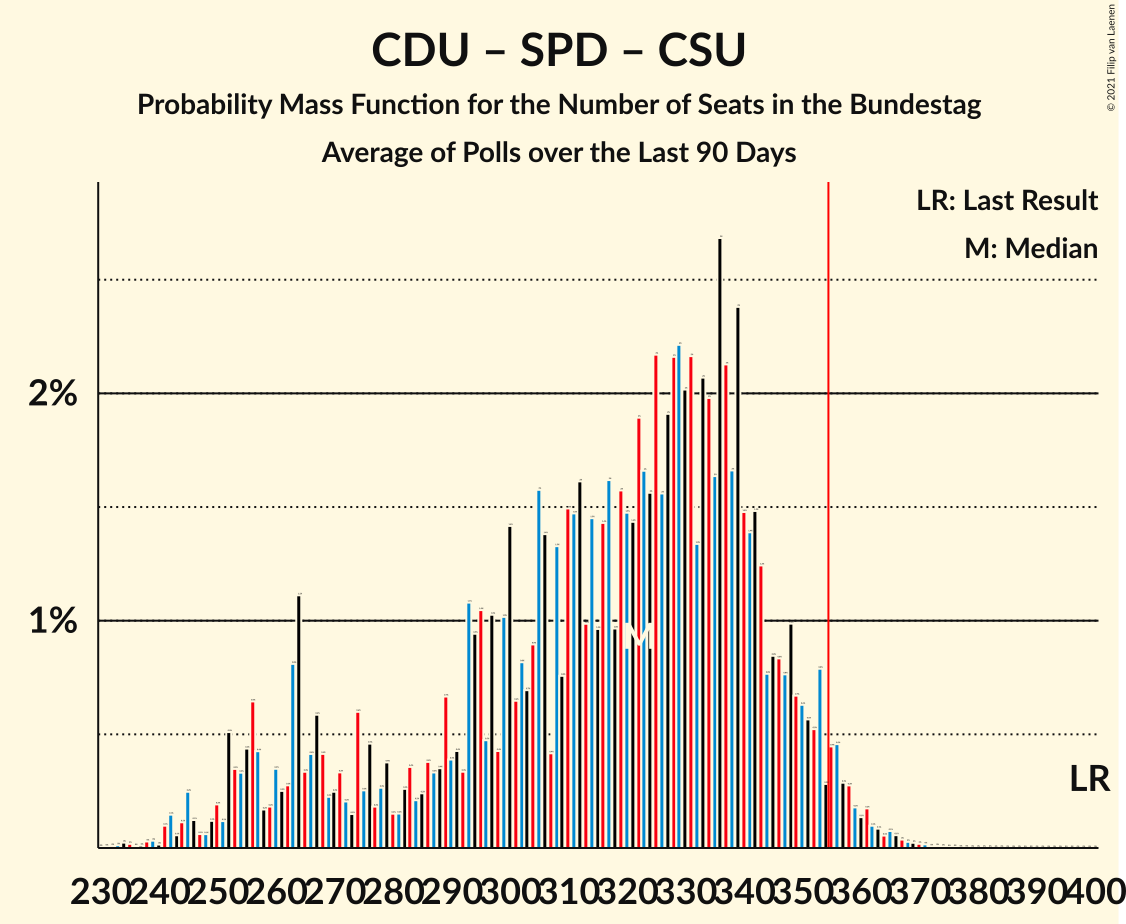 CDU – SPD – CSU
Probability Mass Function for the Number of Seats in the Bundestag
Average of Polls over the Last 90 Days
© 2021 Filip van Laenen
LR: Last Result
M: Median
2%
1%
M
LR
230 240 250 260 270 280 290 300 310 320 330 340 350 360 370 380 390 400